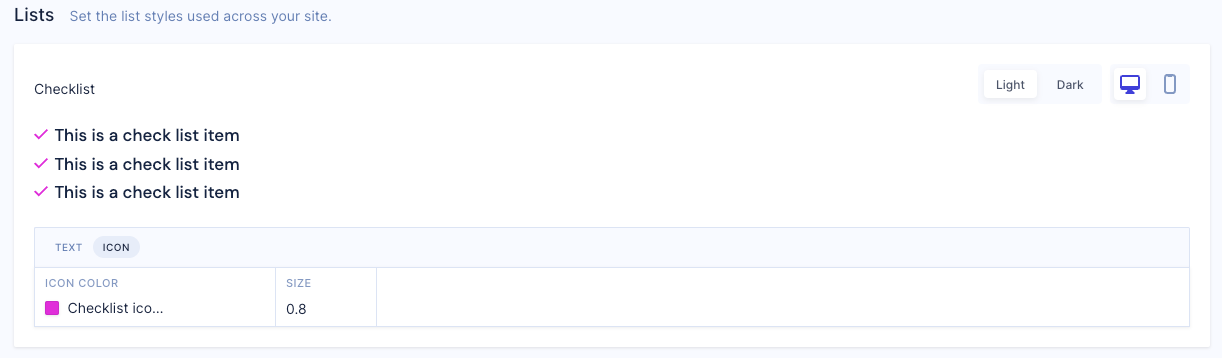 Lists Set the list styles used across your site.
Checklist
Light Dark
This is a check list item
This is a check list item
This is a check list item
TEXT ICON
ICON COLOR SIZE
Checklist ico... 0.8